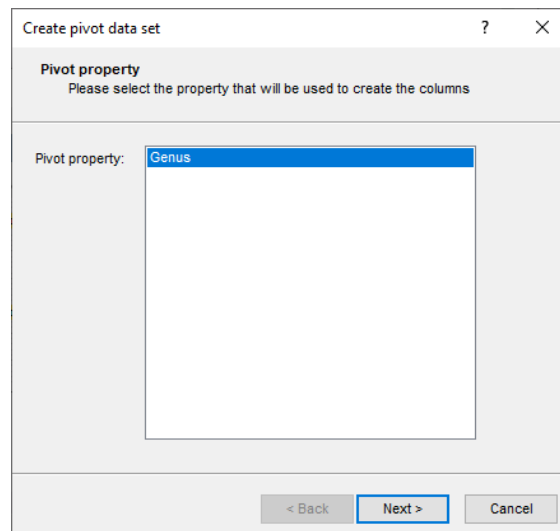 Create pivot data set ?
Pivot property
Please select the property that will be used to create the columns
Pivot property:
Genus
< Back Next > Cancel